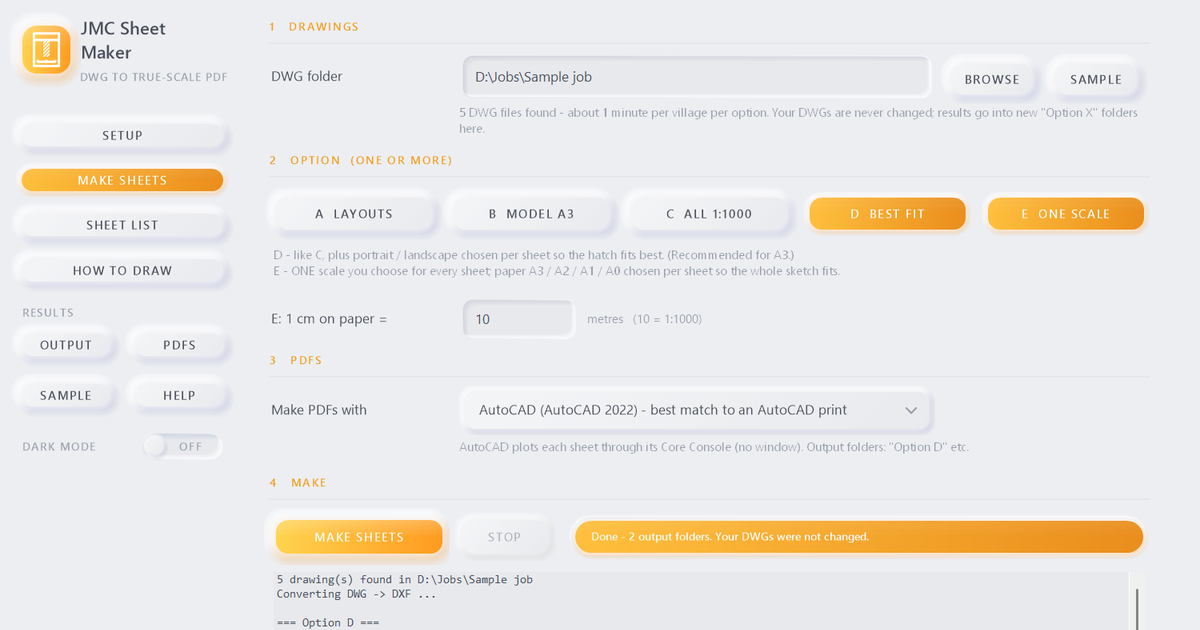 JMC Sheet
Maker
DWG TO TRUE-SCALE PDF
SETUP
MAKE SHEETS
SHEET LIST
HOW TO DRAW
RESULTS
OUTPUT
PDFS
SAMPLE
HELP
DARK MODE
OFF
1 DRAWINGS
DWG folder
D:\Jobs\Sample job
BROWSE
SAMPLE
5 DWG files found - about 1 minute per village per option. Your DWGs are never changed; results go into new "Option X" folders
here.
2 OPTION (ONE OR MORE)
A LAYOUTS
B MODEL A3
C ALL 1:1000
D BEST FIT
E ONE SCALE
D - like C, plus portrait / landscape chosen per sheet so the hatch fits best. (Recommended for A3.)
E - ONE scale you choose for every sheet; paper A3 / A2 / A1 / A0 chosen per sheet so the whole sketch fits.
E: 1 cm on paper =
10
metres (10 = 1:1000)
3 PDFS
Make PDFs with
AutoCAD (AutoCAD 2022) - best match to an AutoCAD print
AutoCAD plots each sheet through its Core Console (no window). Output folders: "Option D" etc.
4 MAKE
MAKE SHEETS
STOP
Done - 2 output folders. Your DWGs were not changed.
5 drawing(s) found in D:\Jobs\Sample job
Converting DWG -> DXF ...
=== Option D ===